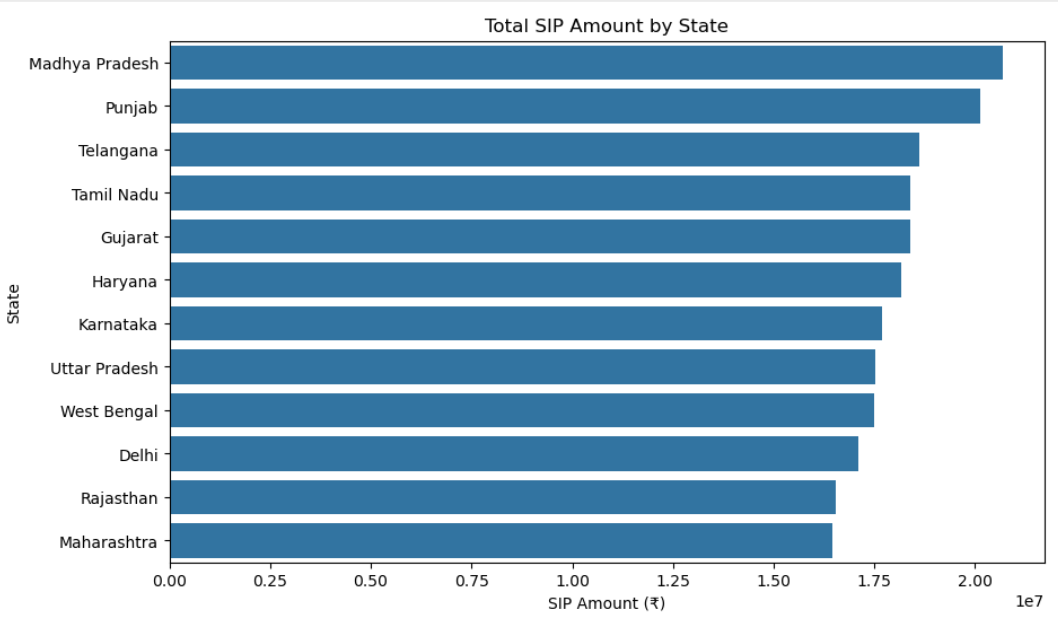 Total SIP Amount by State
Madhya Pradesh
Punjab
Telangana
Tamil Nadu
Gujarat
Haryana
Karnataka
Uttar Pradesh
West Bengal
Delhi
Rajasthan
Maharashtra
State
0.00 0.25 0.50 0.75 1.00 1.25 1.50 1.75 2.00
1e7
SIP Amount (₹)